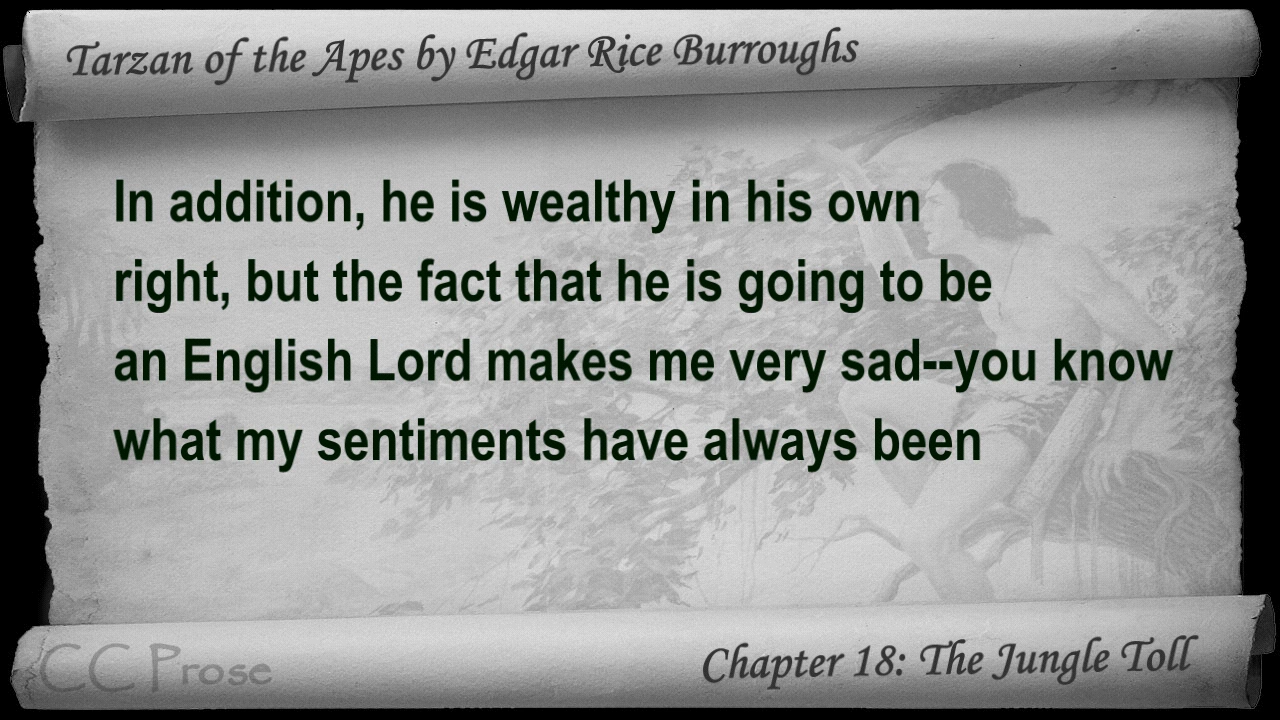 Tarzan of the Apes by Edgar Rice Burroughs
In addition, he is wealthy in his own
right, but the fact that he is going to be
an English Lord makes me very sad--you know
what my sentiments have always been
CC Prose
Chapter 18: The Jungle Toll